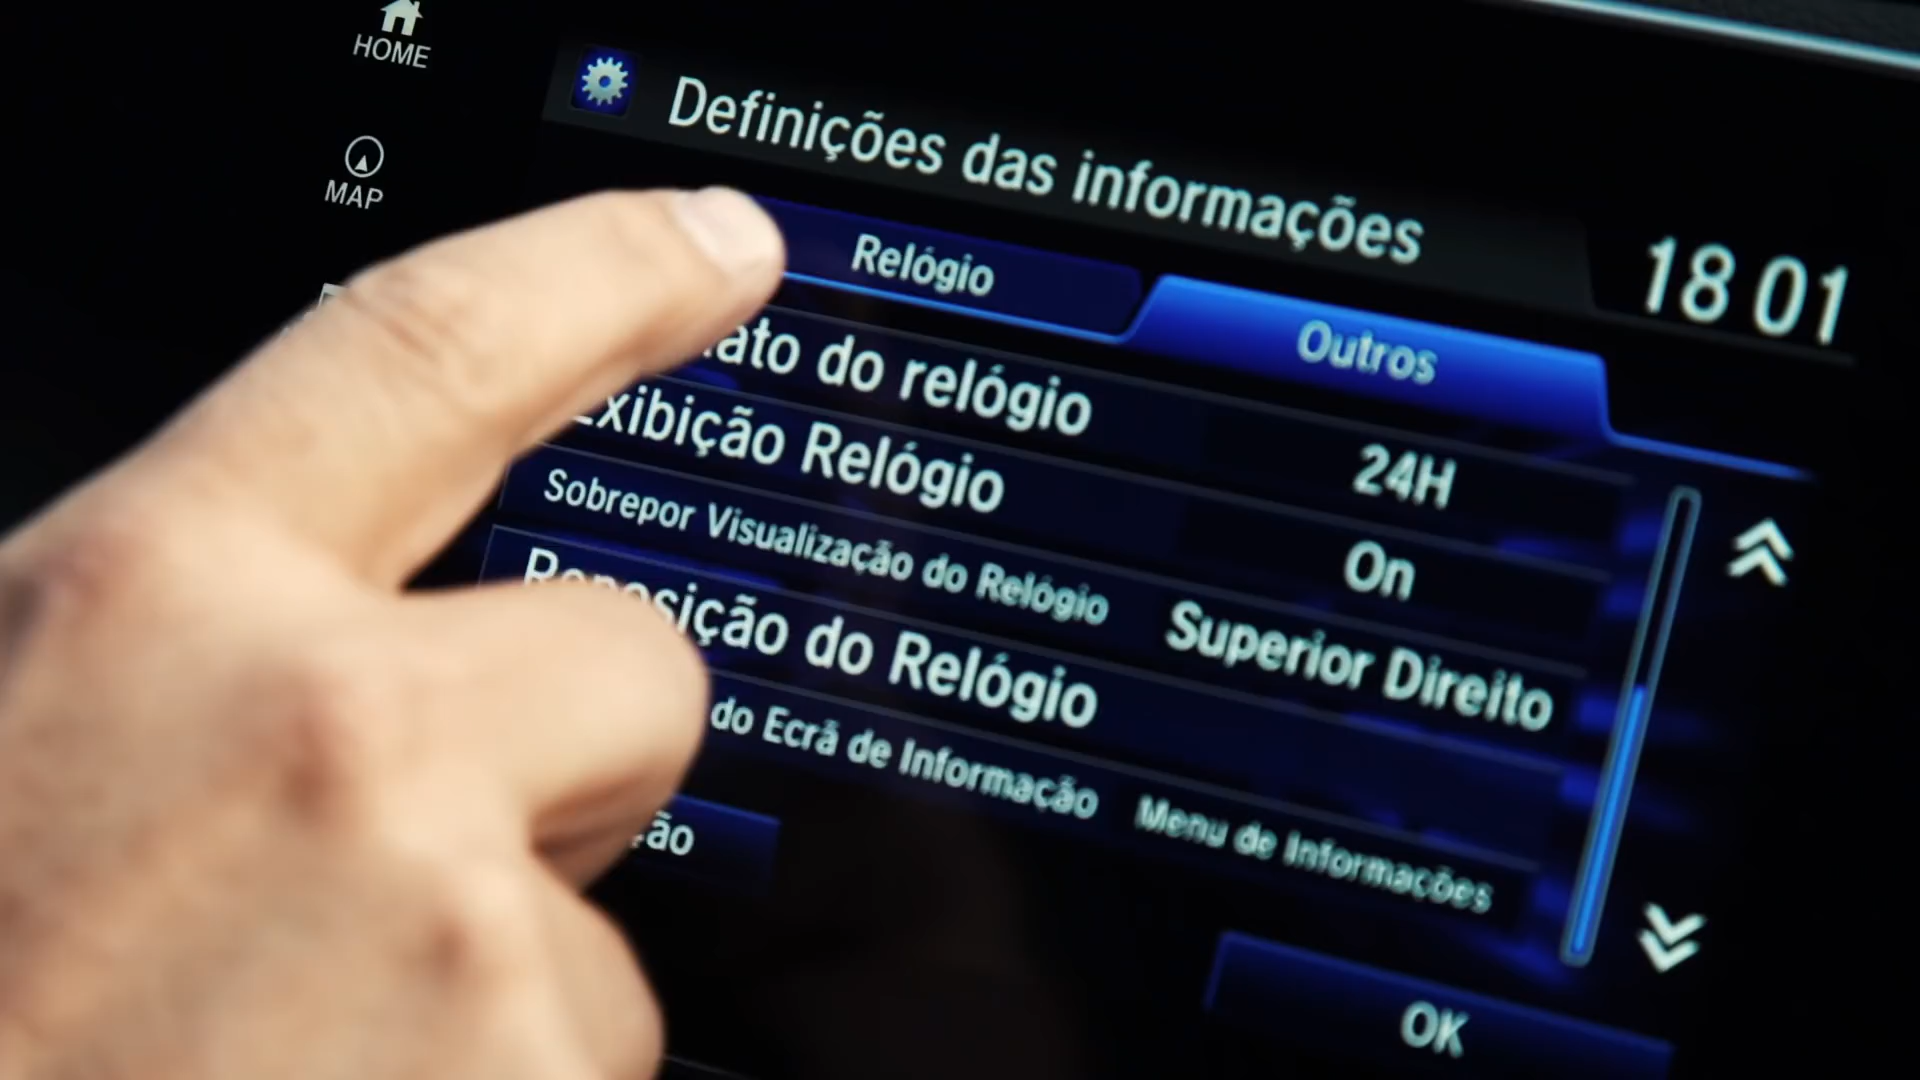 HOME
MAP
Definições das informações
18 01
Relógio
Outros
do relógio
24H
Exibição Relógio
On
Sobrepor Visualização do Relógio
Superior Direito
do Relógio
do Ecrã de Informação
Menu de Informações
OK